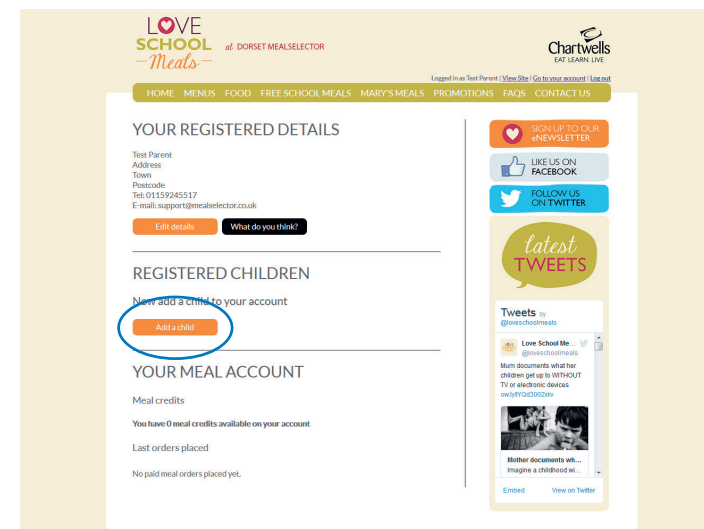 LOVE
SCHOOL
Meals
at DORSET MEALSELECTOR
Chartwells
EAT LEARN LIVE
Logged in as Test Parent | View Site | Go to your account | Log out
HOME MENUS FOOD FREE SCHOOL MEALS MARY'S MEALS PROMOTIONS FAQS CONTACT US
YOUR REGISTERED DETAILS
Test Parent
Address
Town
Postcode
Tel: 01159245517
E-mail: support@mealselector.co.uk
Edit details What do you think?
REGISTERED CHILDREN
Now add a child to your account
Add a child
YOUR MEAL ACCOUNT
Meal credits
You have 0 meal credits available on your account
Last orders placed
No paid meal orders placed yet.
SIGN UP TO OUR
eNEWSLETTER
LIKE US ON
FACEBOOK
FOLLOW US
ON TWITTER
latest
TWEETS
Tweets by
@loveschoolmeals
Love School Me...
@loveschoolmeals
Mum documents what her
children get up to WITHOUT
TV or electronic devices
Mother documents wh...
Imagine a childhood wi...
Embed View on Twitter